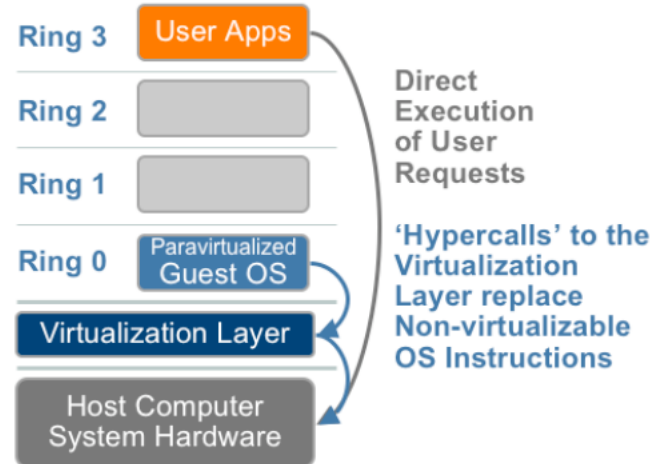 Ring 3
User Apps
Ring 2
Ring 1
Ring 0
Paravirtualized
Guest OS
Virtualization Layer
Host Computer
System Hardware
Direct
Execution
of User
Requests
‘Hypercalls’ to the
Virtualization
Layer replace
Non-virtualizable
OS Instructions